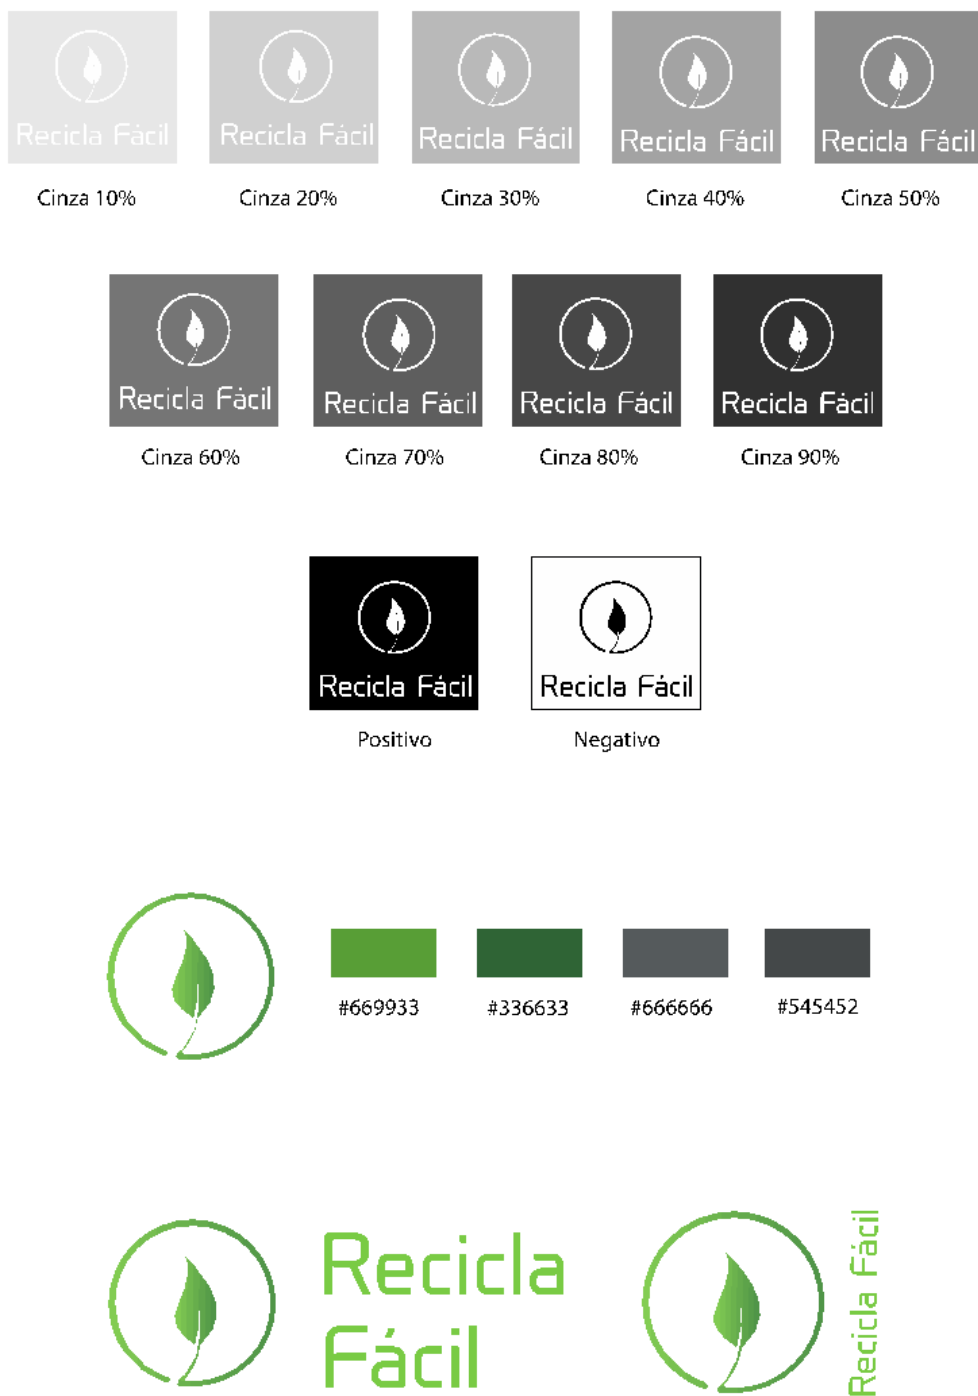 Recicla Fácil
Recicla Fácil
Recicla Fácil
Recicla Fácil
Recicla Fácil
Cinza 10%
Cinza 20%
Cinza 30%
Cinza 40%
Cinza 50%
Recicla Fácil
Recicla Fácil
Recicla Fácil
Recicla Fácil
Cinza 60%
Cinza 70%
Cinza 80%
Cinza 90%
Recicla Fácil
Recicla Fácil
Positivo
Negativo
#669933
#336633
#666666
#545452
Recicla
Fácil
Recicla Fácil